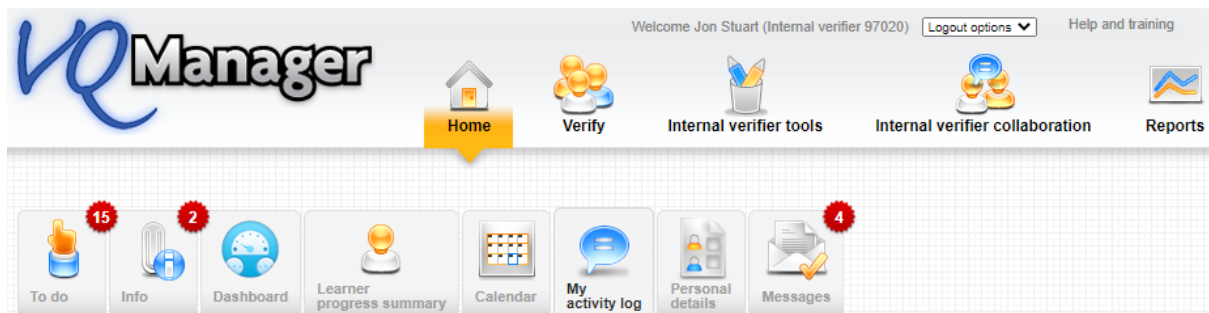 Welcome Jon Stuart (Internal verifier 97020) Logout options Help and training
VQManager
Home Verify Internal verifier tools Internal verifier collaboration Reports
15 2 4
To do Info Dashboard Learner progress summary Calendar My activity log Personal details Messages